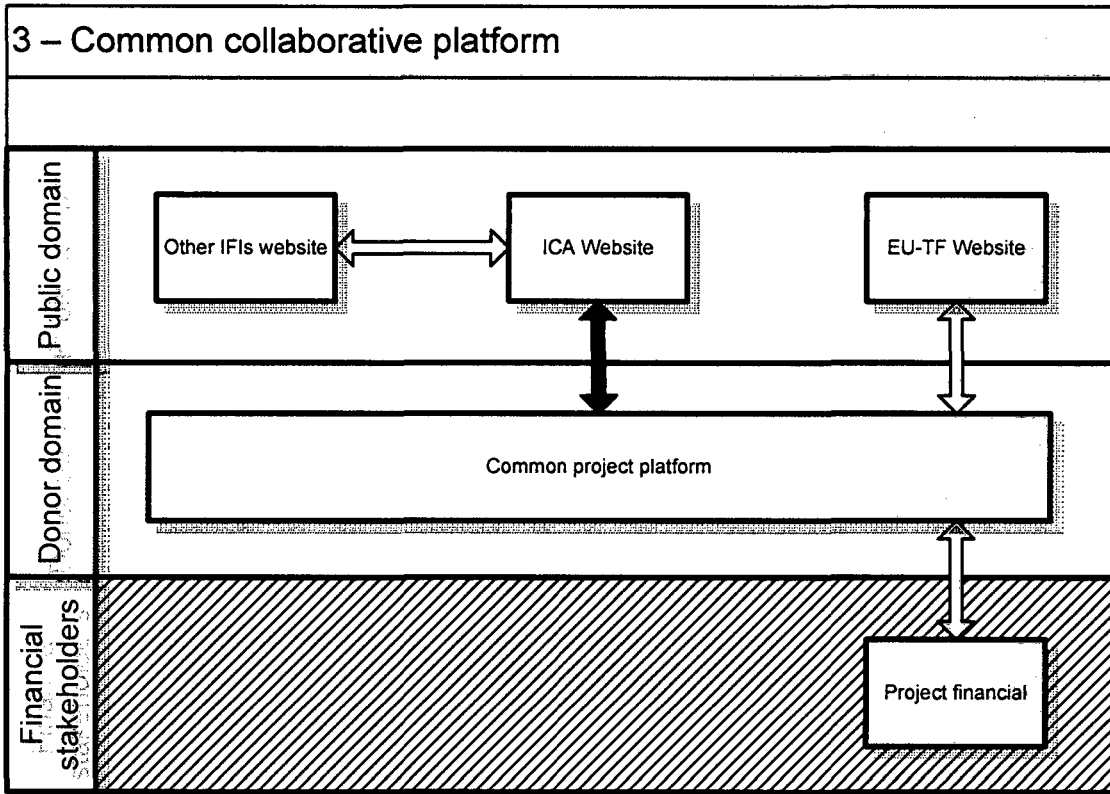 3 – Common collaborative platform
Public domain
Other IFIs website
ICA Website
EU-TF Website
Donor domain
Common project platform
Financial
stakeholders
Project financial